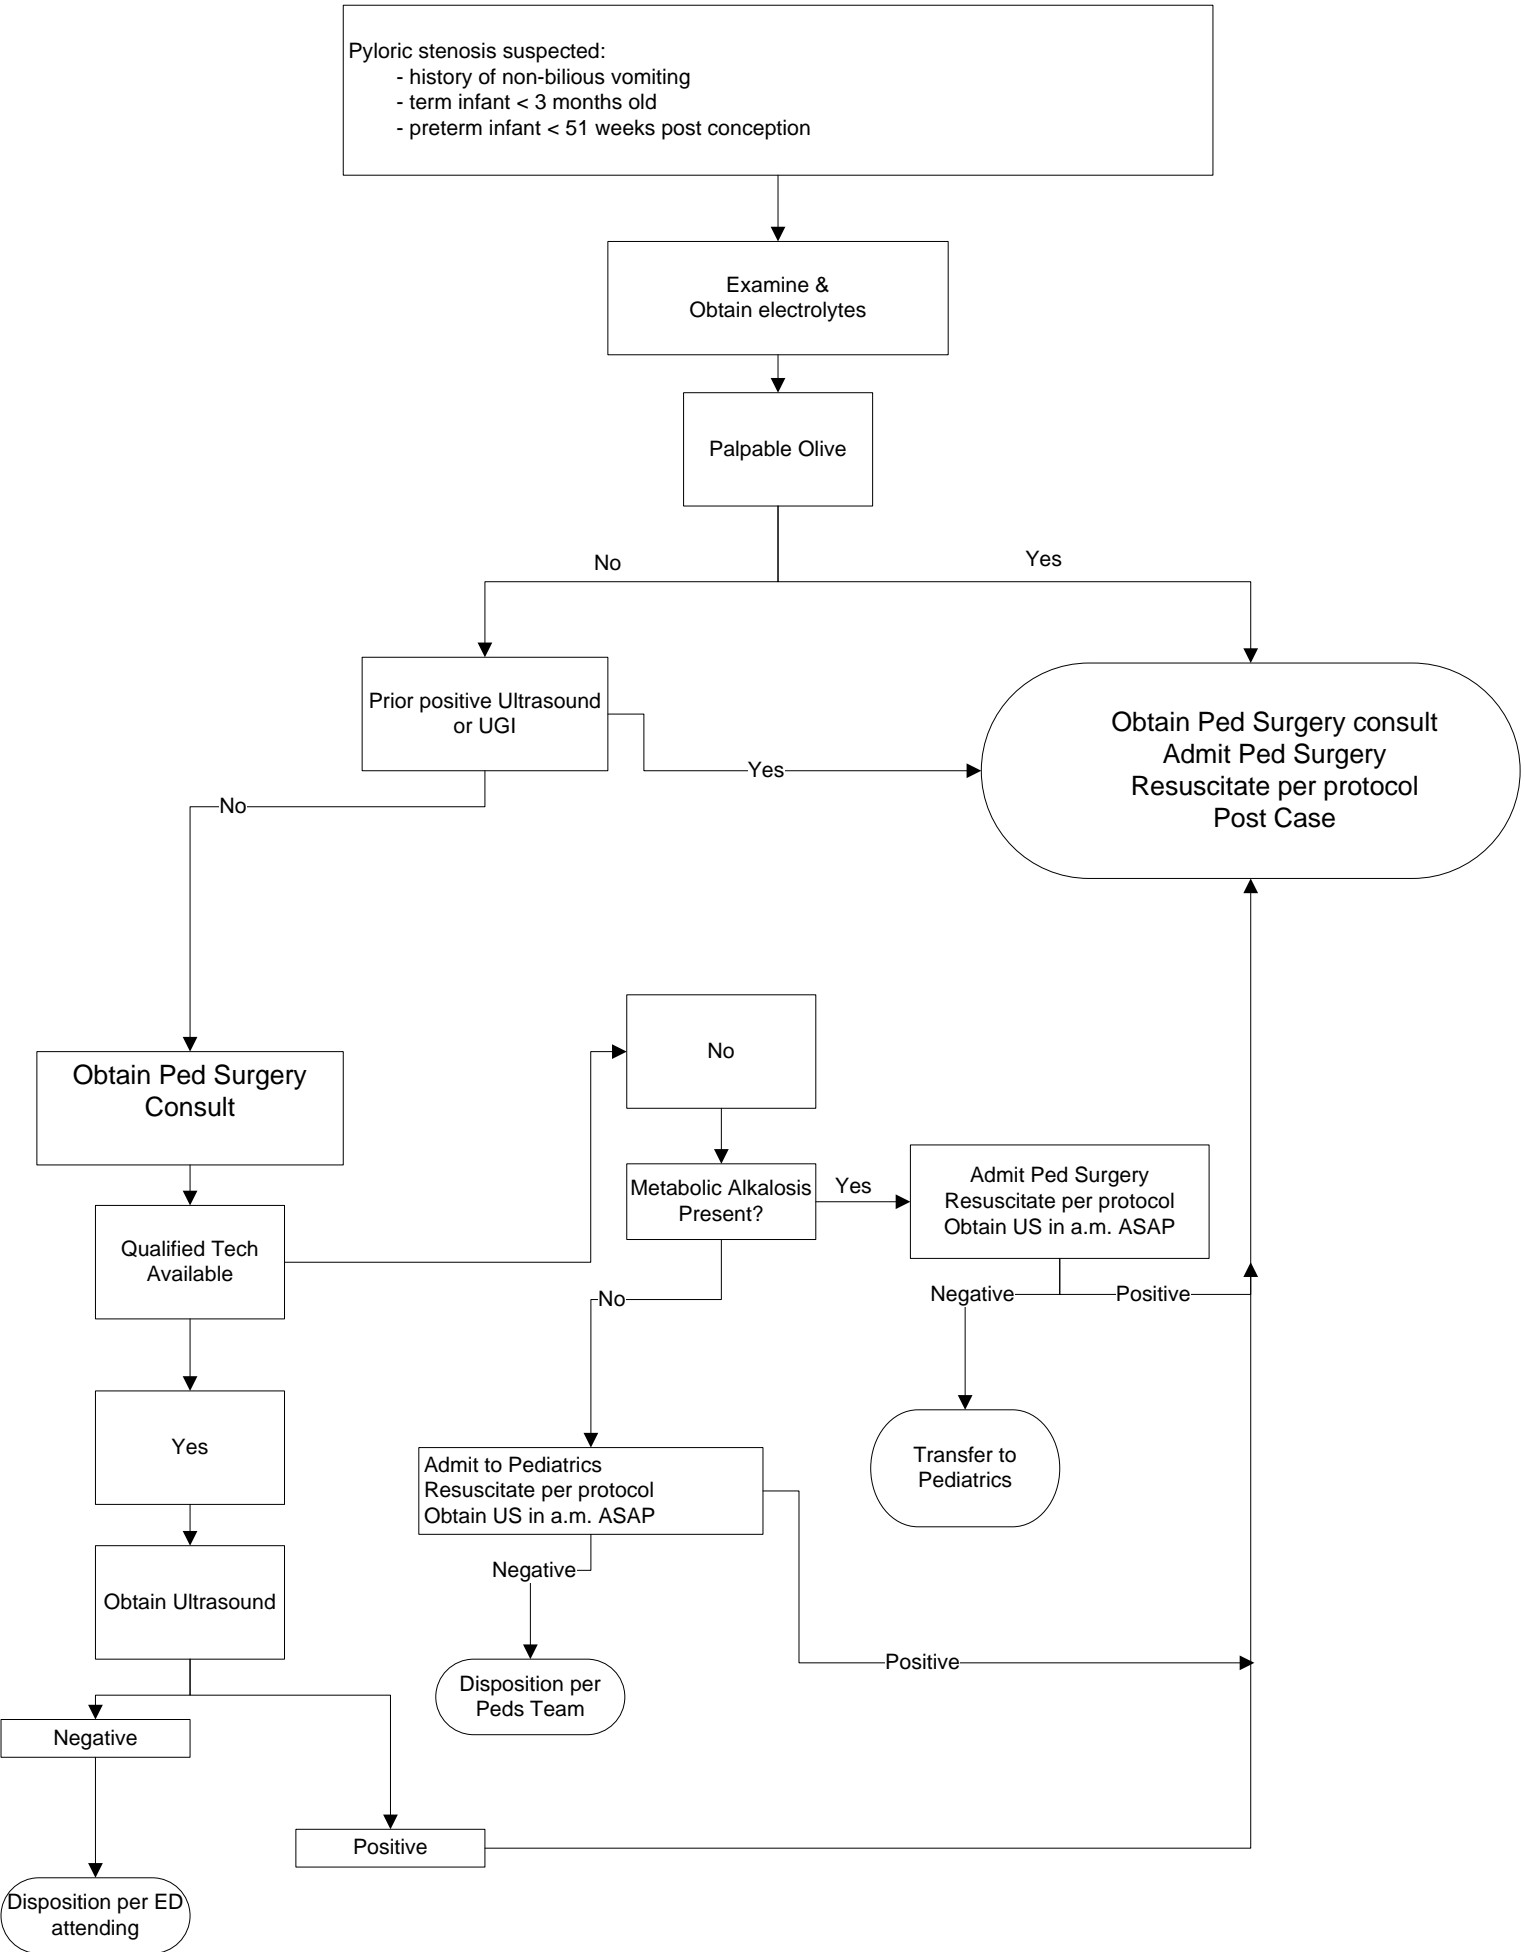 Pyloric stenosis suspected:
- history of non-bilious vomiting
- term infant < 3 months old
- preterm infant < 51 weeks post conception
Examine &
Obtain electrolytes
Palpable Olive
No
Yes
Prior positive Ultrasound
or UGI
Yes
No
Obtain Ped Surgery consult
Admit Ped Surgery
Resuscitate per protocol
Post Case
Obtain Ped Surgery
Consult
No
Qualified Tech
Available
Metabolic Alkalosis
Present?
Yes
Admit Ped Surgery
Resuscitate per protocol
Obtain US in a.m. ASAP
No
Negative
Positive
Yes
Admit to Pediatrics
Resuscitate per protocol
Obtain US in a.m. ASAP
Transfer to
Pediatrics
Obtain Ultrasound
Negative
Positive
Disposition per
Peds Team
Negative
Positive
Disposition per ED
attending